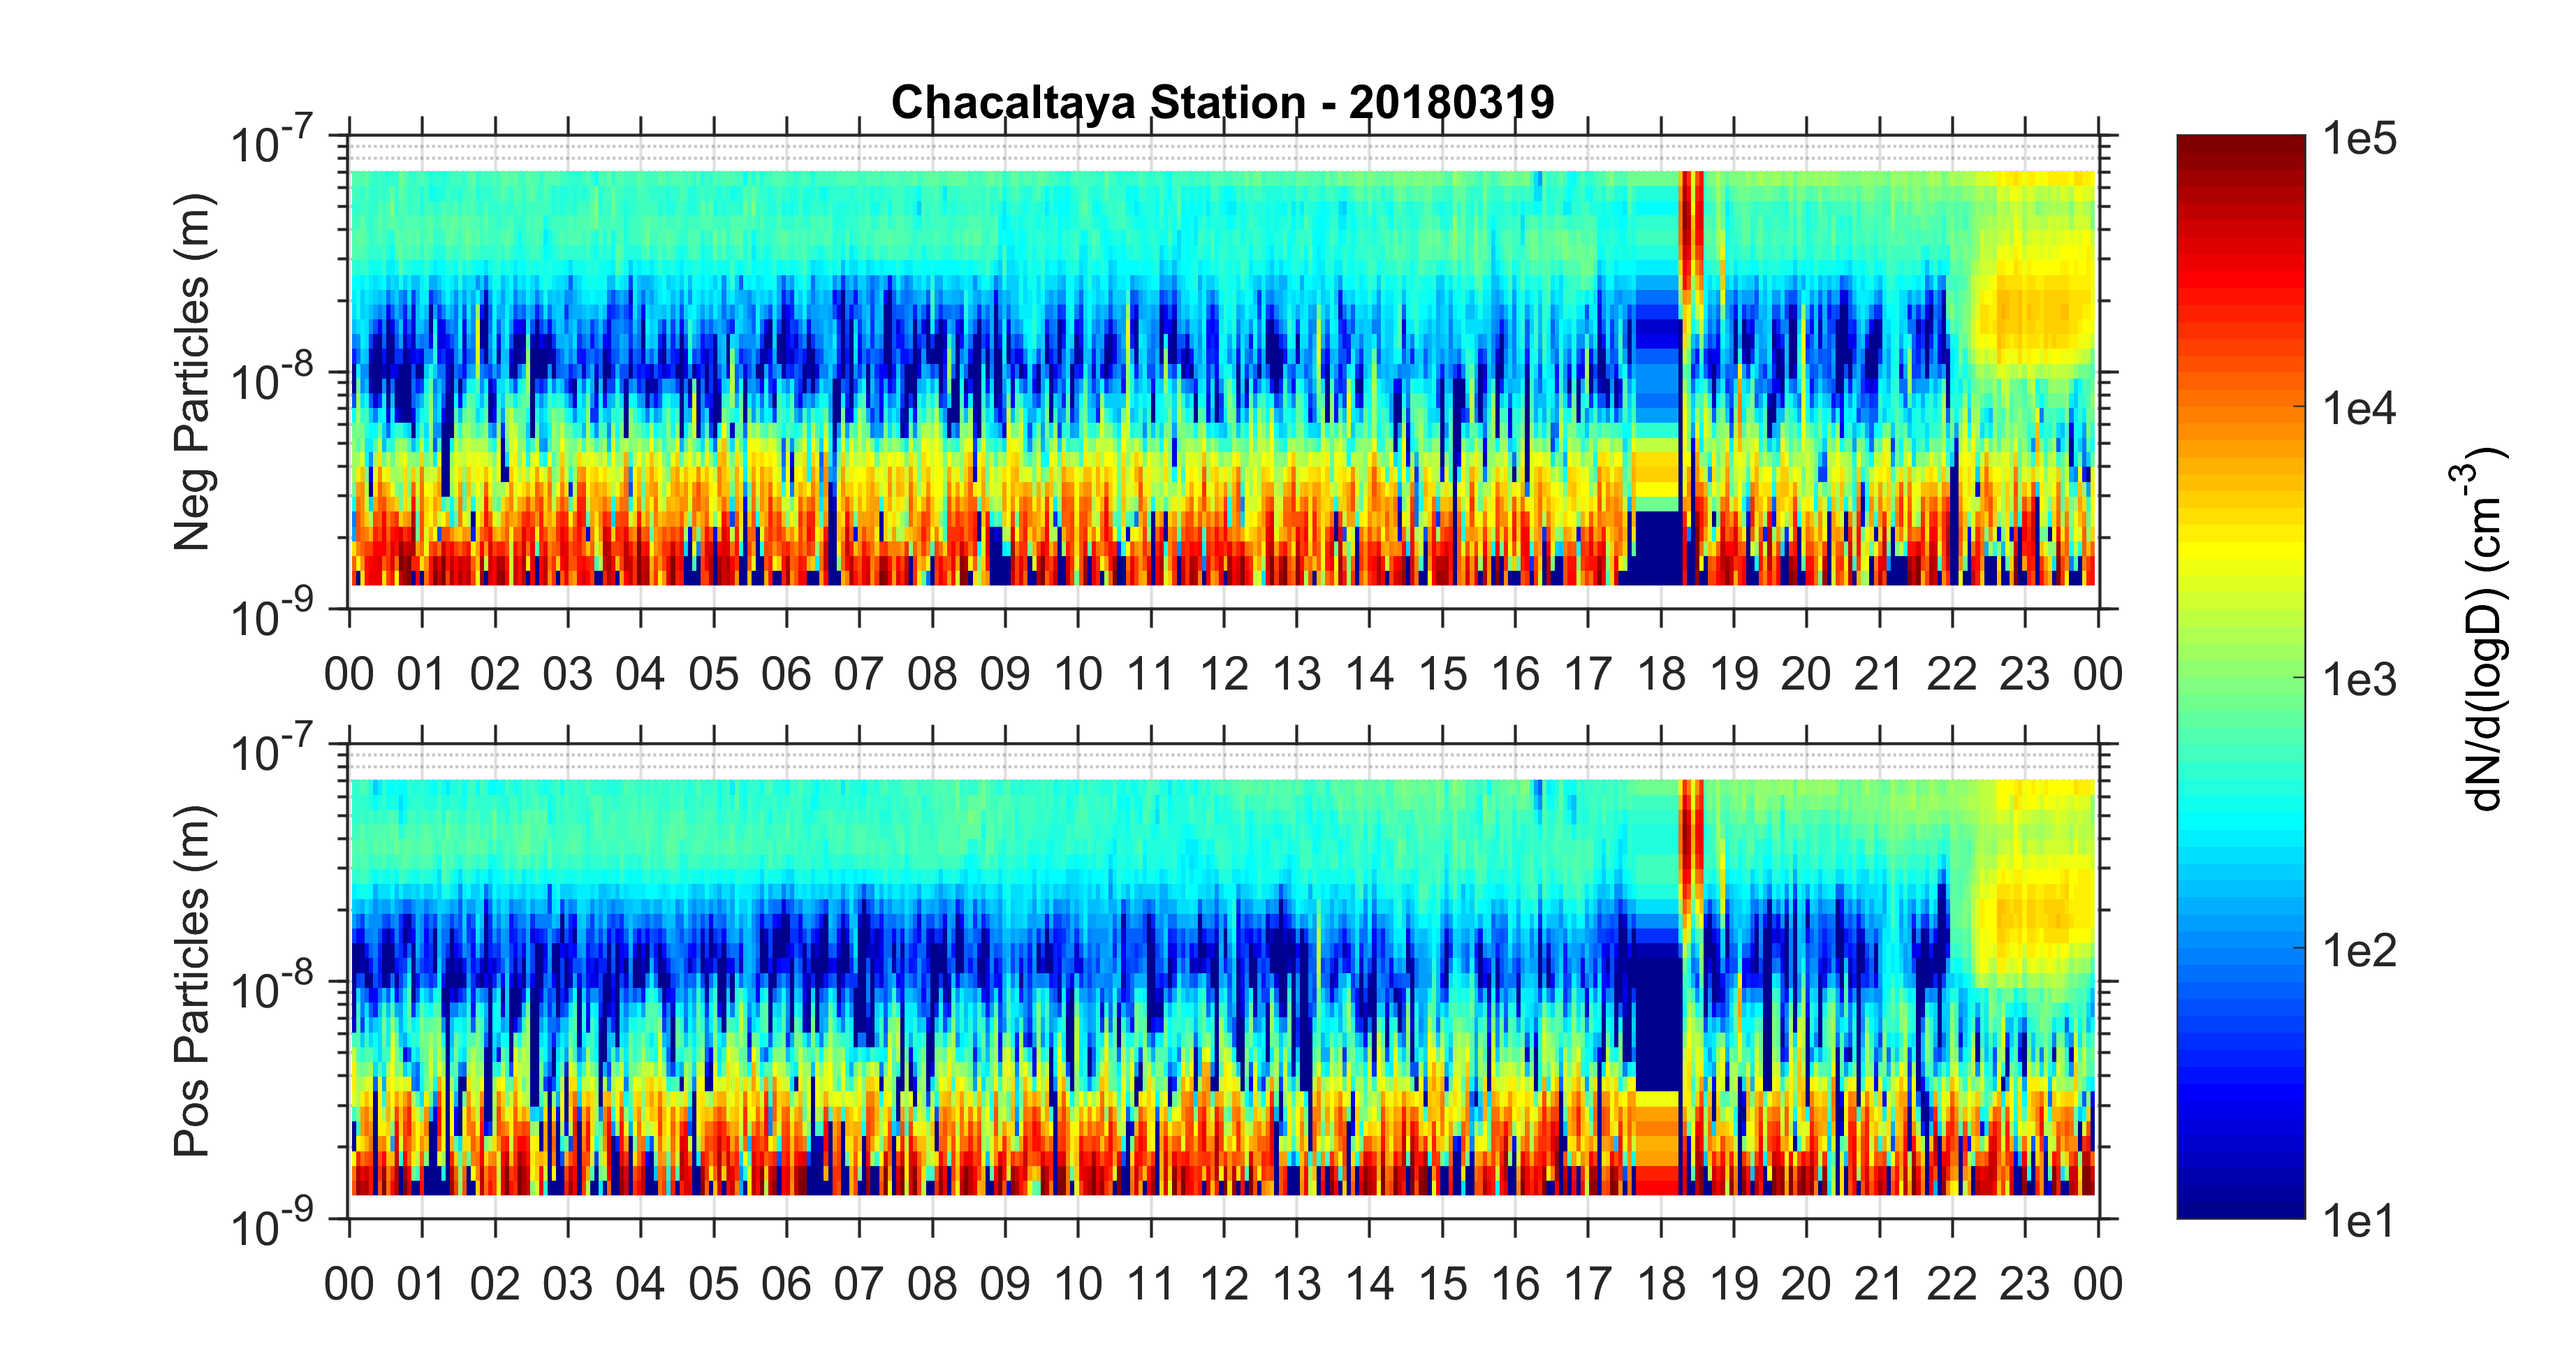 Chacaltaya Station - 20180319
Neg Particles (m)
10-7
10-8
10-9
00 01 02 03 04 05 06 07 08 09 10 11 12 13 14 15 16 17 18 19 20 21 22 23 00
Pos Particles (m)
10-7
10-8
10-9
00 01 02 03 04 05 06 07 08 09 10 11 12 13 14 15 16 17 18 19 20 21 22 23 00
1e5
1e4
1e3
1e2
1e1
dN/d(logD) (cm-3)